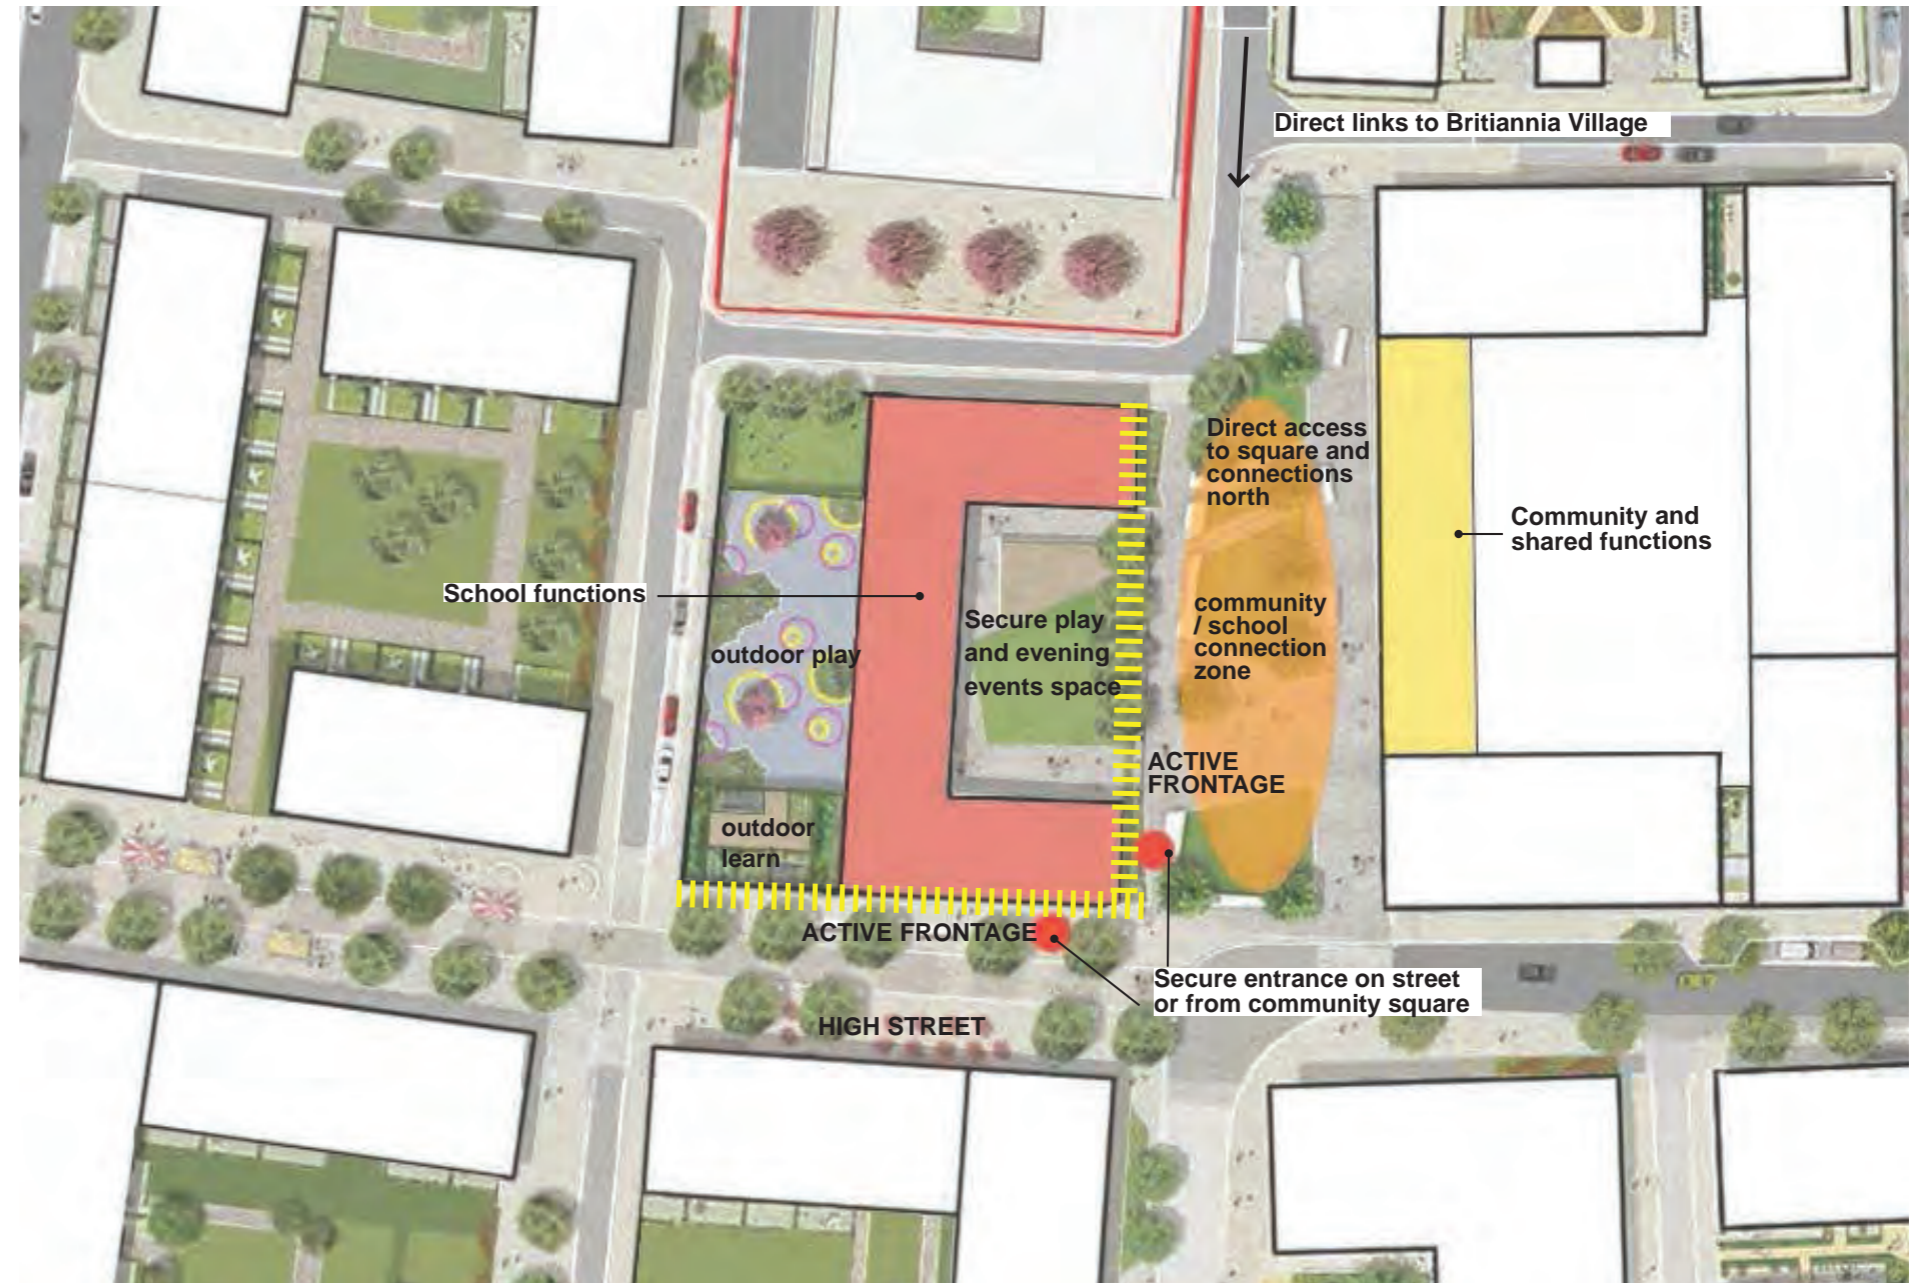 Direct links to Britiannia Village
Direct access
to square and
connections
north
Community and
shared functions
School functions
community
/ school
connection
zone
Secure play
and evening
events space
outdoor play
ACTIVE
FRONTAGE
outdoor
learn
ACTIVE FRONTAGE
Secure entrance on street
or from community square
HIGH STREET